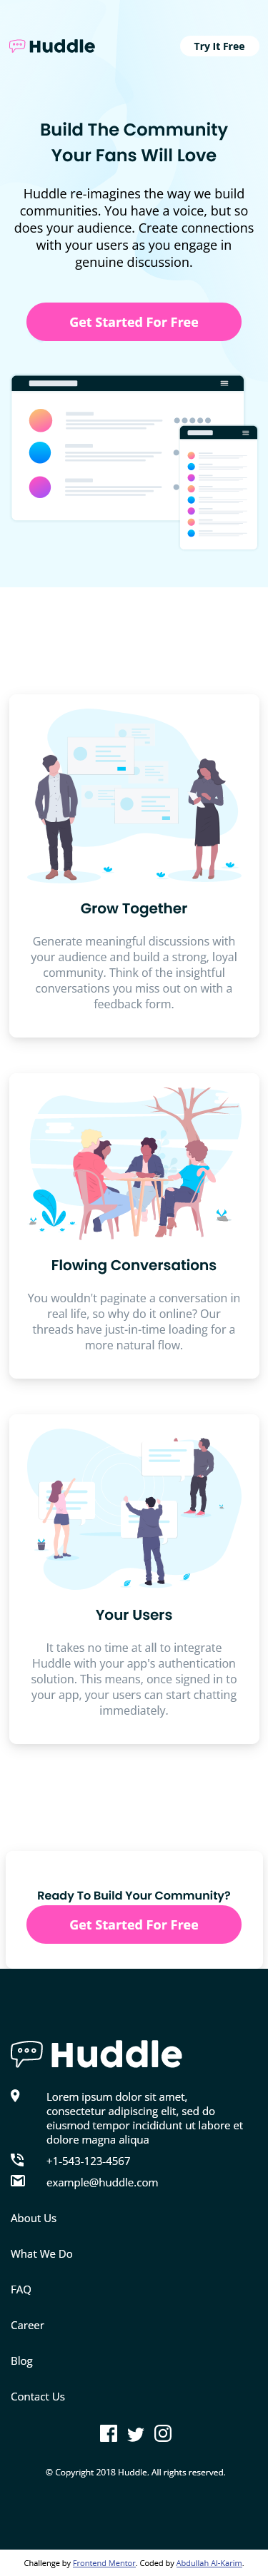 Huddle
Try It Free
Build The Community
Your Fans Will Love
Huddle re-imagines the way we build
communities. You have a voice, but so
does your audience. Create connections
with your users as you engage in
genuine discussion.
Get Started For Free
Grow Together
Generate meaningful discussions with
your audience and build a strong, loyal
community. Think of the insightful
conversations you miss out on with a
feedback form.
Flowing Conversations
You wouldn't paginate a conversation in
real life, so why do it online? Our
threads have just-in-time loading for a
more natural flow.
Your Users
It takes no time at all to integrate
Huddle with your app's authentication
solution. This means, once signed in to
your app, your users can start chatting
immediately.
Ready To Build Your Community?
Get Started For Free
Huddle
Lorem ipsum dolor sit amet,
consectetur adipiscing elit, sed do
eiusmod tempor incididunt ut labore et
dolore magna aliqua
+1-543-123-4567
example@huddle.com
About Us
What We Do
FAQ
Career
Blog
Contact Us
© Copyright 2018 Huddle. All rights reserved.
Challenge by Frontend Mentor. Coded by Abdullah Al-Karim.